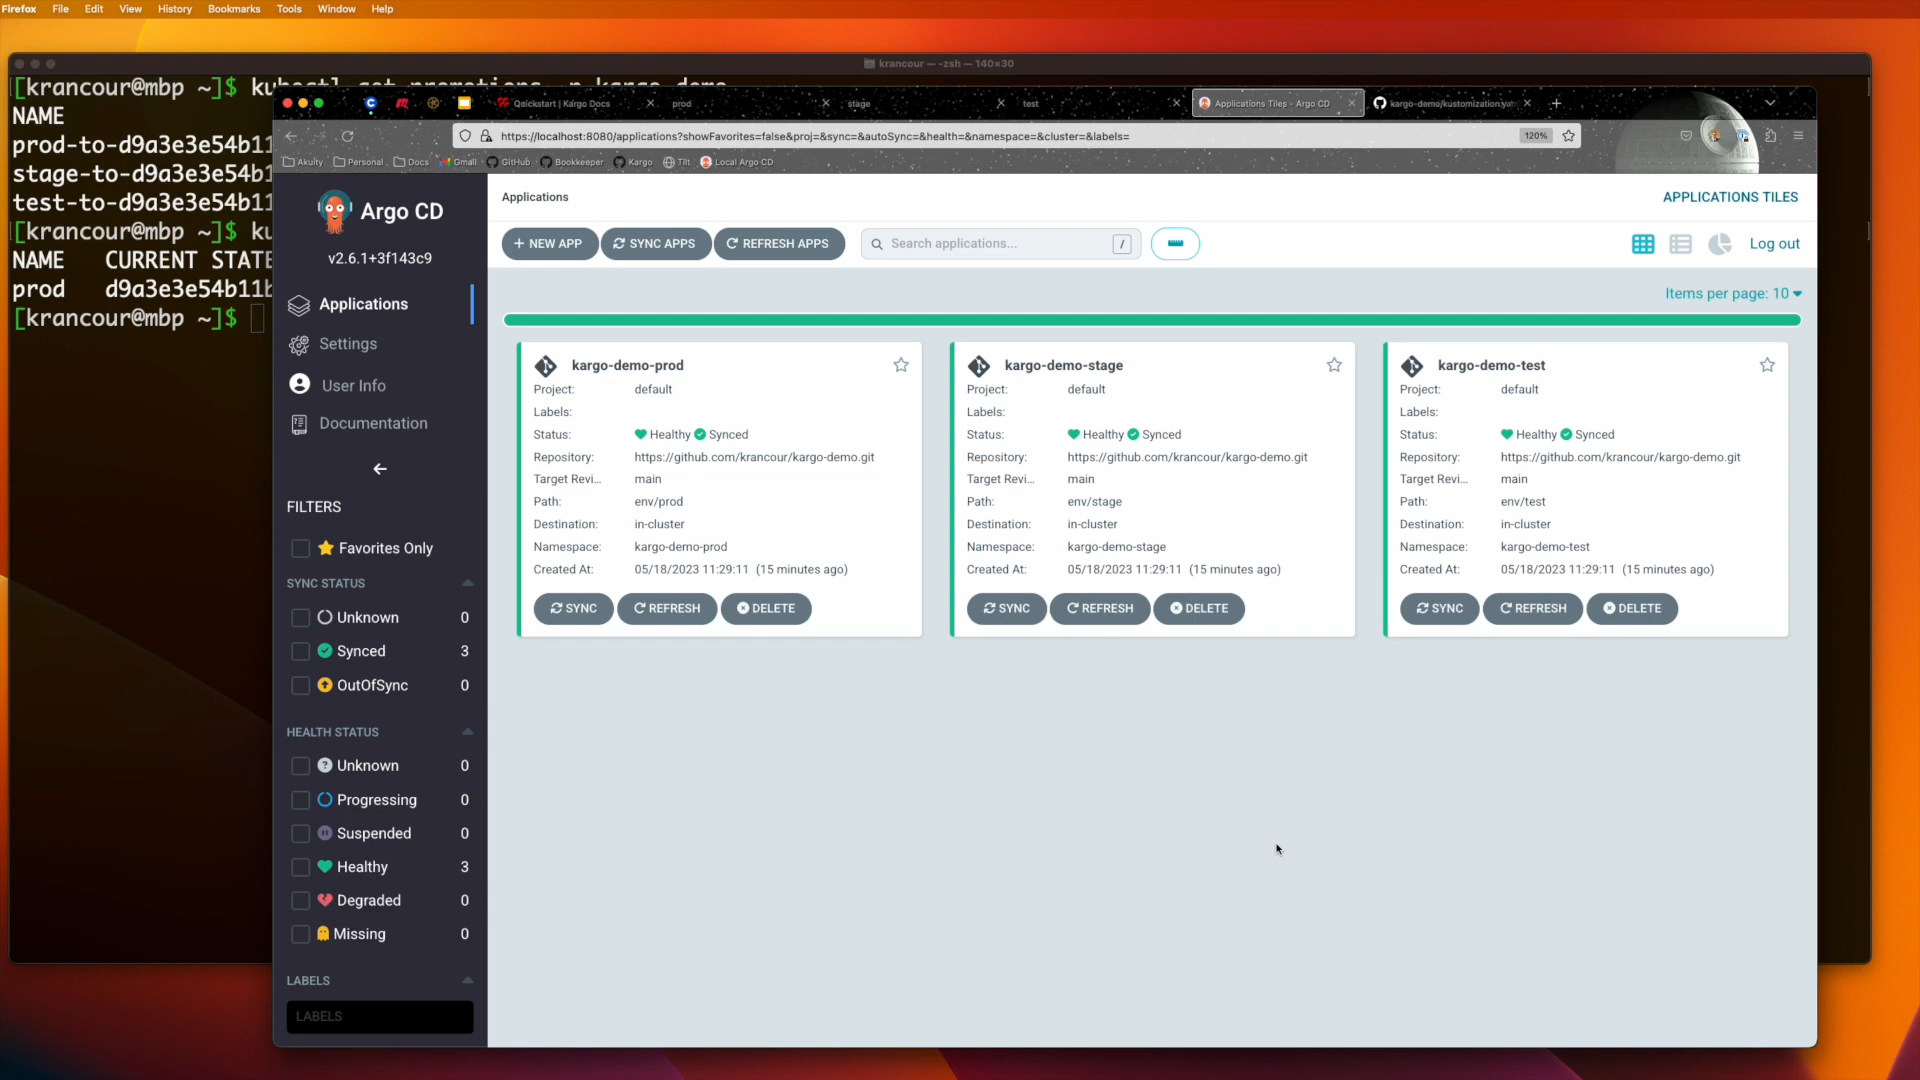 Firefox File Edit View History Bookmarks Tools Window Help
krancour — -zsh — 140×30
[krancour@mbp ~]$ kubectl get promotions -n kargo-demo
NAME
prod-to-d9a3e3e54b11
stage-to-d9a3e3e54b1
test-to-d9a3e3e54b11
[krancour@mbp ~]$ ku
NAME CURRENT STATE
prod d9a3e3e54b11b
[krancour@mbp ~]$
Quickstart | Kargo Docs
prod
stage
test
Applications Tiles - Argo CD
kargo-demo/kustomization.ya
https://localhost:8080/applications?showFavorites=false&proj=&sync=&autoSync=&health=&namespace=&cluster=&labels=
120%
Akuity Personal Docs Gmail GitHub Bookkeeper Kargo Tilt Local Argo CD
Argo CD
v2.6.1+3f143c9
Applications
Settings
User Info
Documentation
FILTERS
Favorites Only
SYNC STATUS
Unknown 0
Synced 3
OutOfSync 0
HEALTH STATUS
Unknown 0
Progressing 0
Suspended 0
Healthy 3
Degraded 0
Missing 0
LABELS
LABELS
Applications
APPLICATIONS TILES
+ NEW APP SYNC APPS REFRESH APPS Search applications... / Log out
Items per page: 10
kargo-demo-prod
Project: default
Labels:
Status: Healthy Synced
Repository: https://github.com/krancour/kargo-demo.git
Target Revi... main
Path: env/prod
Destination: in-cluster
Namespace: kargo-demo-prod
Created At: 05/18/2023 11:29:11 (15 minutes ago)
SYNC REFRESH DELETE
kargo-demo-stage
Project: default
Labels:
Status: Healthy Synced
Repository: https://github.com/krancour/kargo-demo.git
Target Revi... main
Path: env/stage
Destination: in-cluster
Namespace: kargo-demo-stage
Created At: 05/18/2023 11:29:11 (15 minutes ago)
SYNC REFRESH DELETE
kargo-demo-test
Project: default
Labels:
Status: Healthy Synced
Repository: https://github.com/krancour/kargo-demo.git
Target Revi... main
Path: env/test
Destination: in-cluster
Namespace: kargo-demo-test
Created At: 05/18/2023 11:29:11 (15 minutes ago)
SYNC REFRESH DELETE